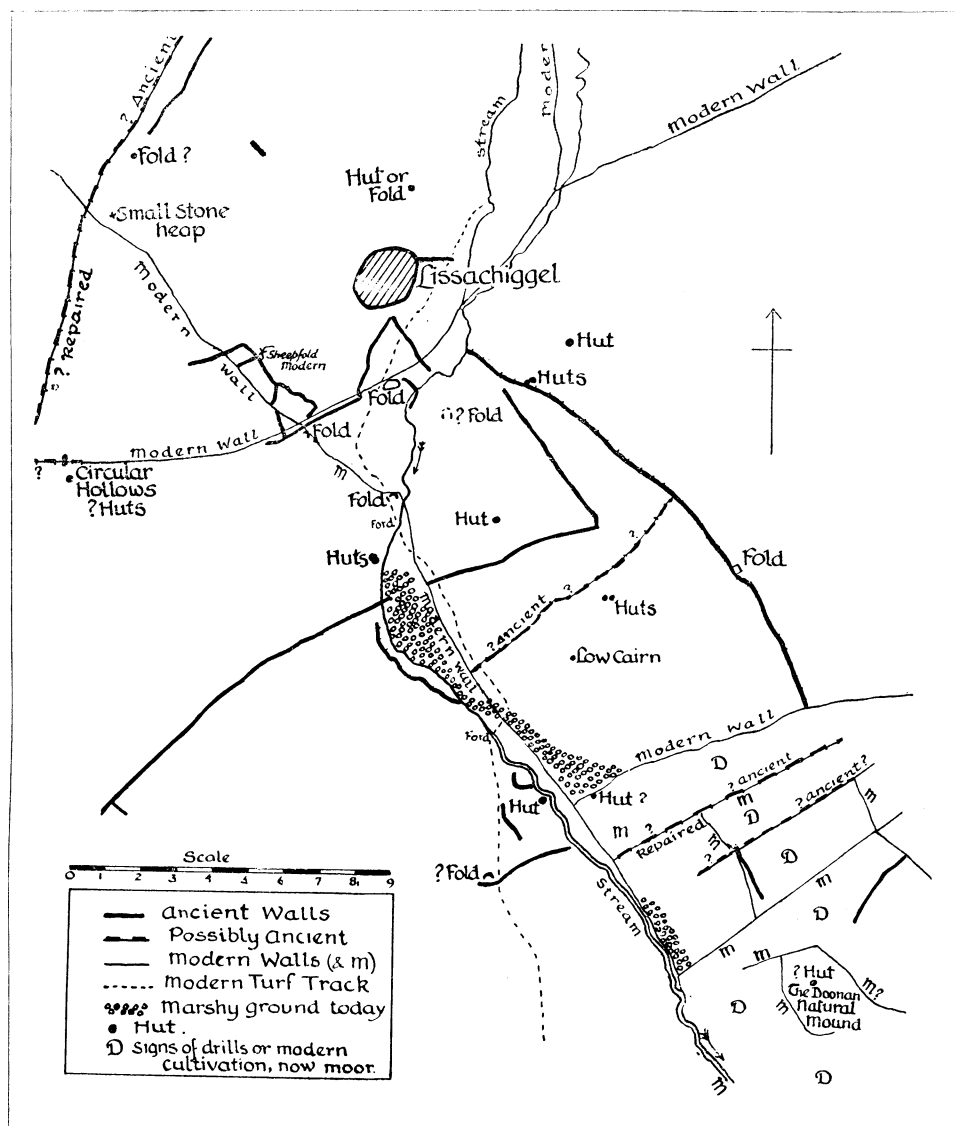 ? Ancient
Stream
Moder
Modern Wall
Fold ?
Hut or
Fold
Small Stone
heap
Lissachiggel
Modern
Wall
? Repaired
Sheepfold
Modern
Hut
Huts
Fold
? Fold
Fold
Modern Wall
m
?
Circular
Hollows
? Huts
Fold
Ford
Hut
?
Fold
Huts
Modern Wall
? Ancient ?
Huts
Low Cairn
Ford
Modern Wall
D
? ancient
m
? ancient ?
m
Hut
Hut ?
m ?
Repaired
m
D
?
D
? Fold
Stream
m
D
m
m
? Hut
The Doonan
Natural
Mound
m
m?
D
D
m
Scale
0 1 2 3 4 5 6 7 8 9
Ancient Walls
Possibly Ancient
Modern Walls (& m)
Modern Turf Track
Marshy ground today
Hut.
D Signs of drills or modern
cultivation, now moor.